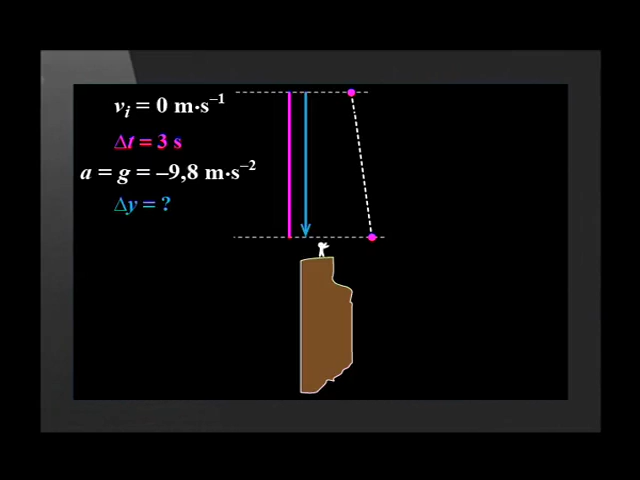 vᵢ = 0 m·s⁻¹
Δt = 3 s
a = g = –9,8 m·s⁻²
Δy = ?